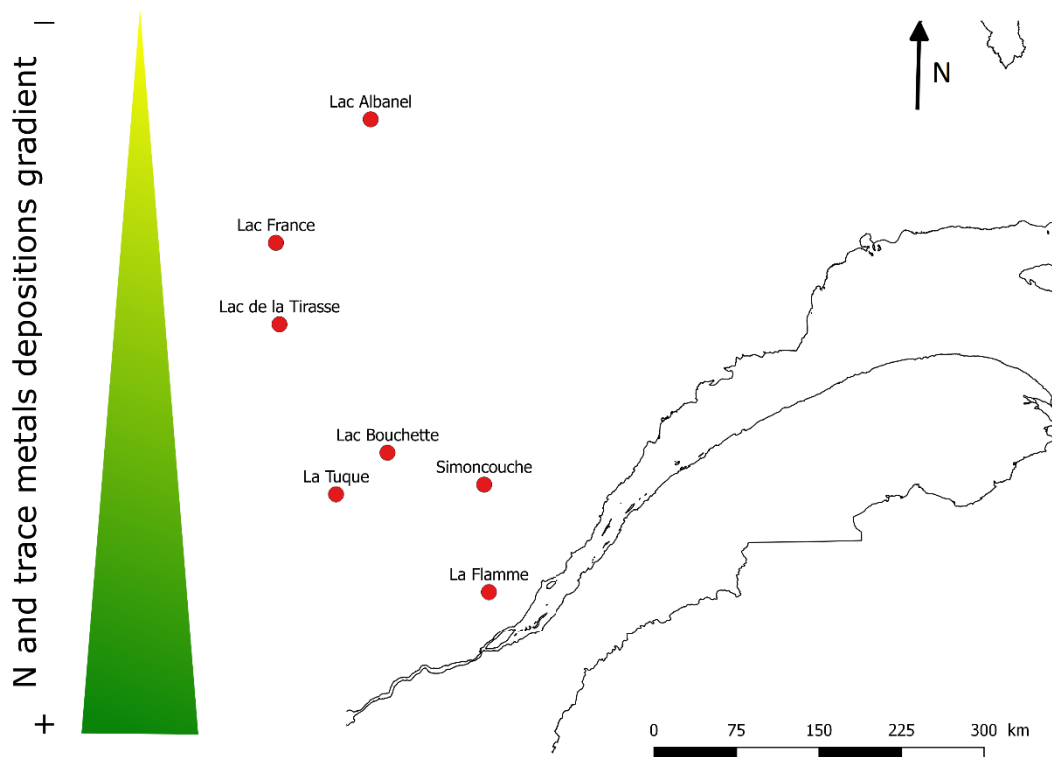 N and trace metals depositions gradient
–
+
N
Lac Albanel
Lac France
Lac de la Tirasse
Lac Bouchette
Simoncouche
La Tuque
La Flamme
0 75 150 225 300 km